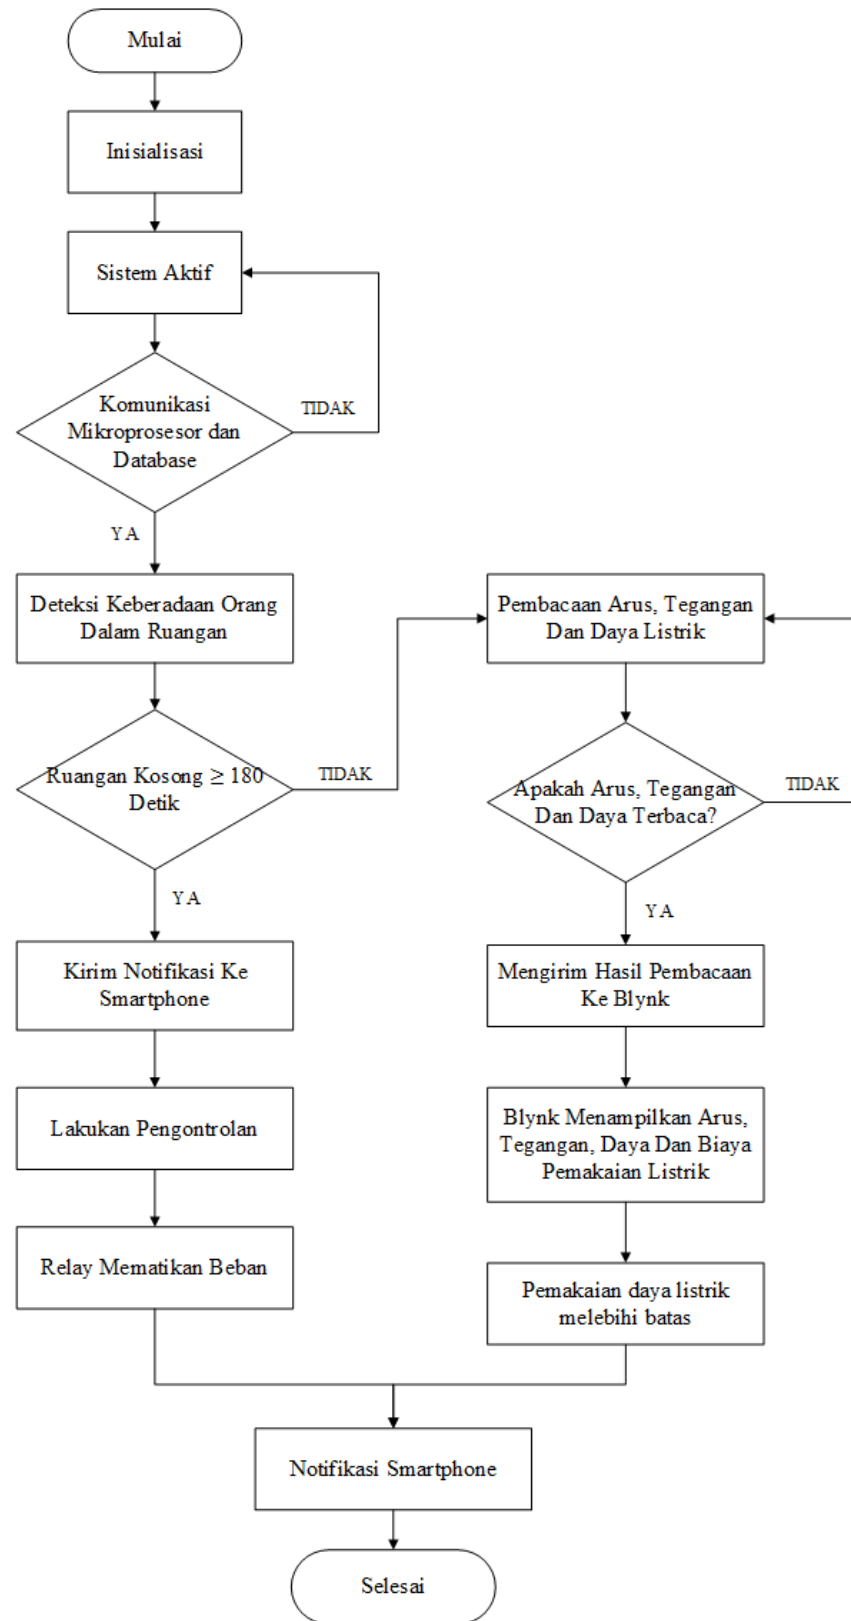 Mulai
Inisialisasi
Sistem Aktif
Komunikasi
Mikroprosesor dan
Database
TIDAK
YA
Deteksi Keberadaan Orang
Dalam Ruangan
Ruangan Kosong ≥ 180
Detik
TIDAK
YA
Kirim Notifikasi Ke
Smartphone
Lakukan Pengontrolan
Relay Mematikan Beban
Pembacaan Arus, Tegangan
Dan Daya Listrik
Apakah Arus, Tegangan
Dan Daya Terbaca?
TIDAK
YA
Mengirim Hasil Pembacaan
Ke Blynk
Blynk Menampilkan Arus,
Tegangan, Daya Dan Biaya
Pemakaian Listrik
Pemakaian daya listrik
melebihi batas
Notifikasi Smartphone
Selesai